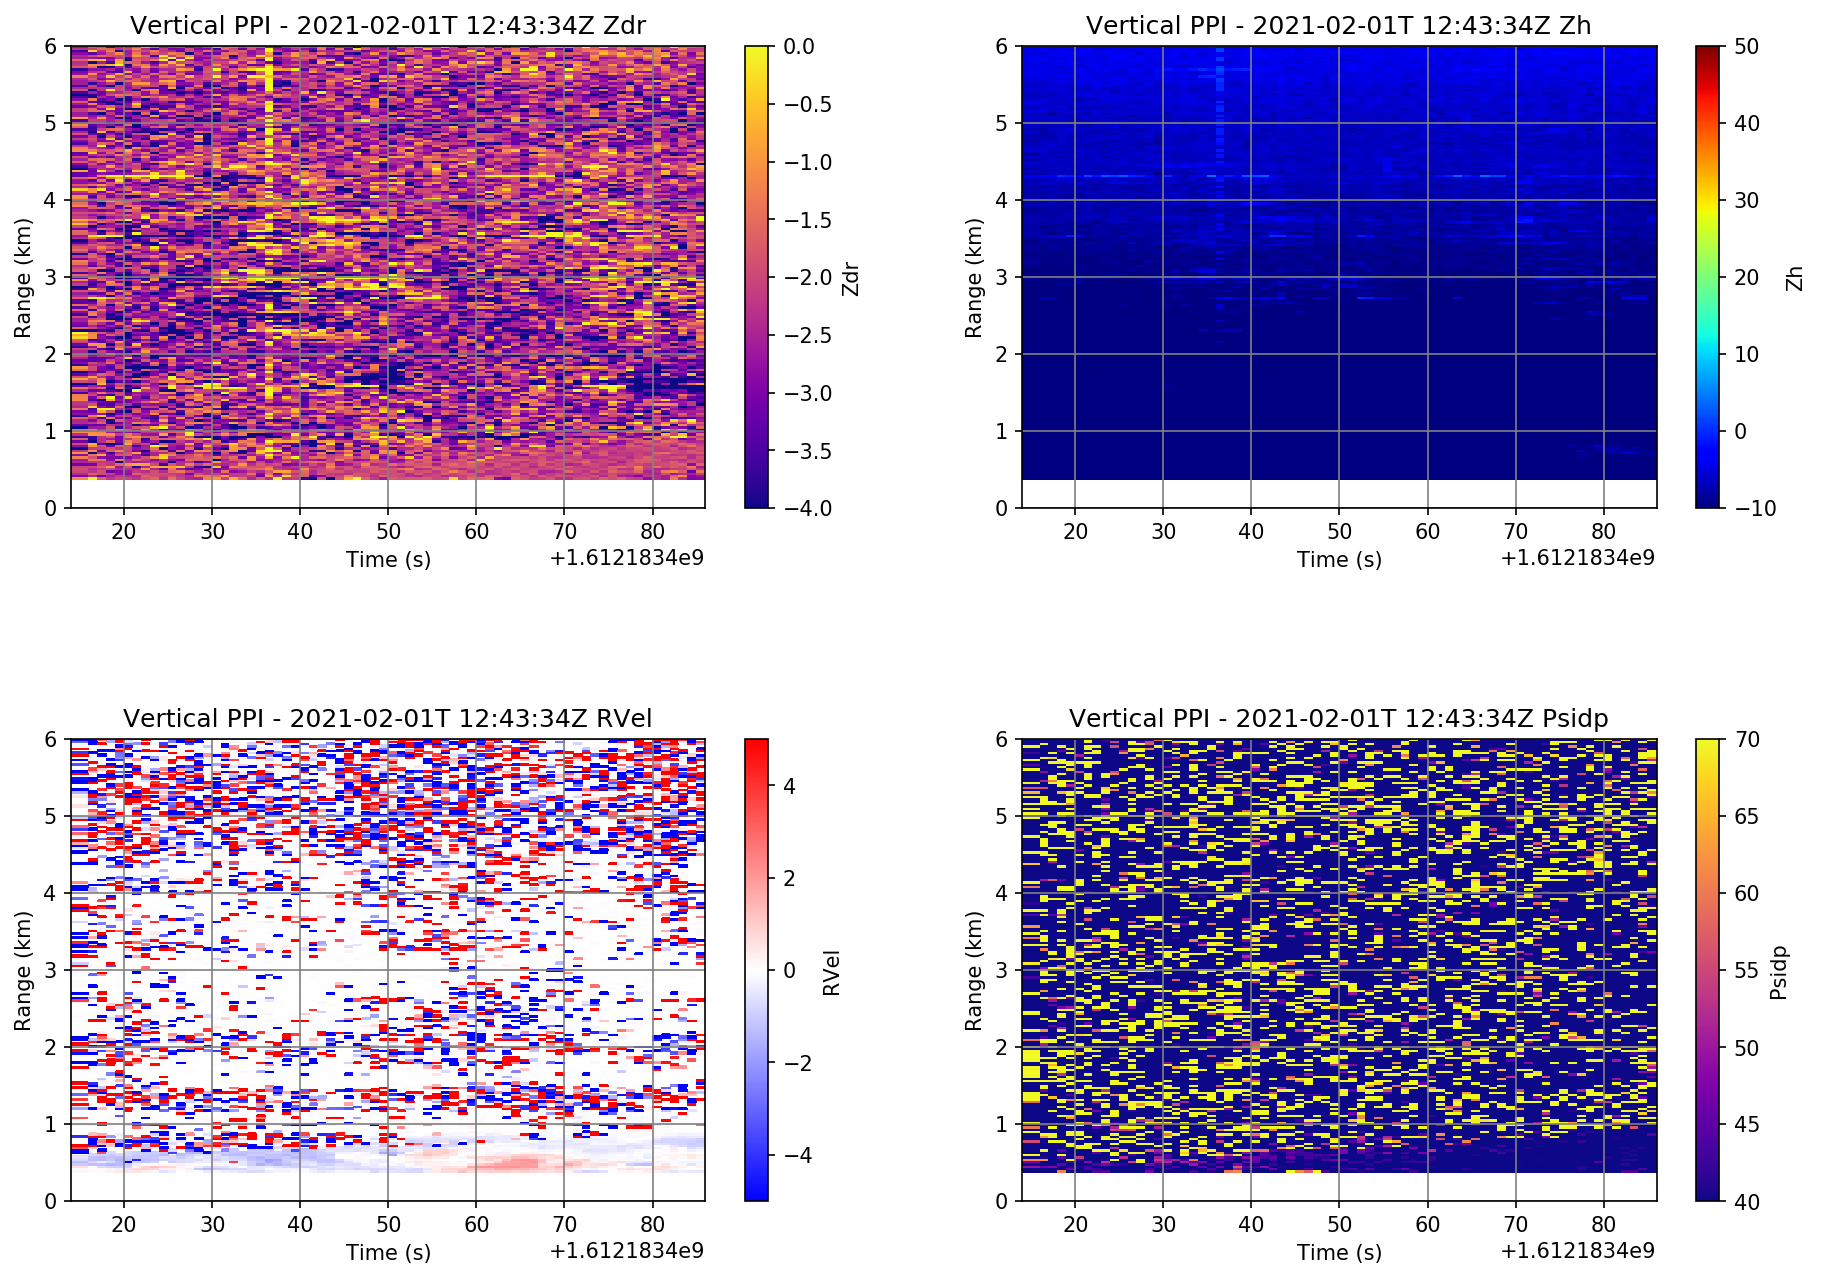 Vertical PPI - 2021-02-01T 12:43:34Z Zdr
6
5
4
3
2
1
0
Range (km)
20 30 40 50 60 70 80
Time (s)
+1.6121834e9
0.0
−0.5
−1.0
−1.5
−2.0
−2.5
−3.0
−3.5
−4.0
Zdr
Vertical PPI - 2021-02-01T 12:43:34Z Zh
6
5
4
3
2
1
0
Range (km)
20 30 40 50 60 70 80
Time (s)
+1.6121834e9
50
40
30
20
10
0
−10
Zh
Vertical PPI - 2021-02-01T 12:43:34Z RVel
6
5
4
3
2
1
0
Range (km)
20 30 40 50 60 70 80
Time (s)
+1.6121834e9
4
2
0
−2
−4
RVel
Vertical PPI - 2021-02-01T 12:43:34Z Psidp
6
5
4
3
2
1
0
Range (km)
20 30 40 50 60 70 80
Time (s)
+1.6121834e9
70
65
60
55
50
45
40
Psidp